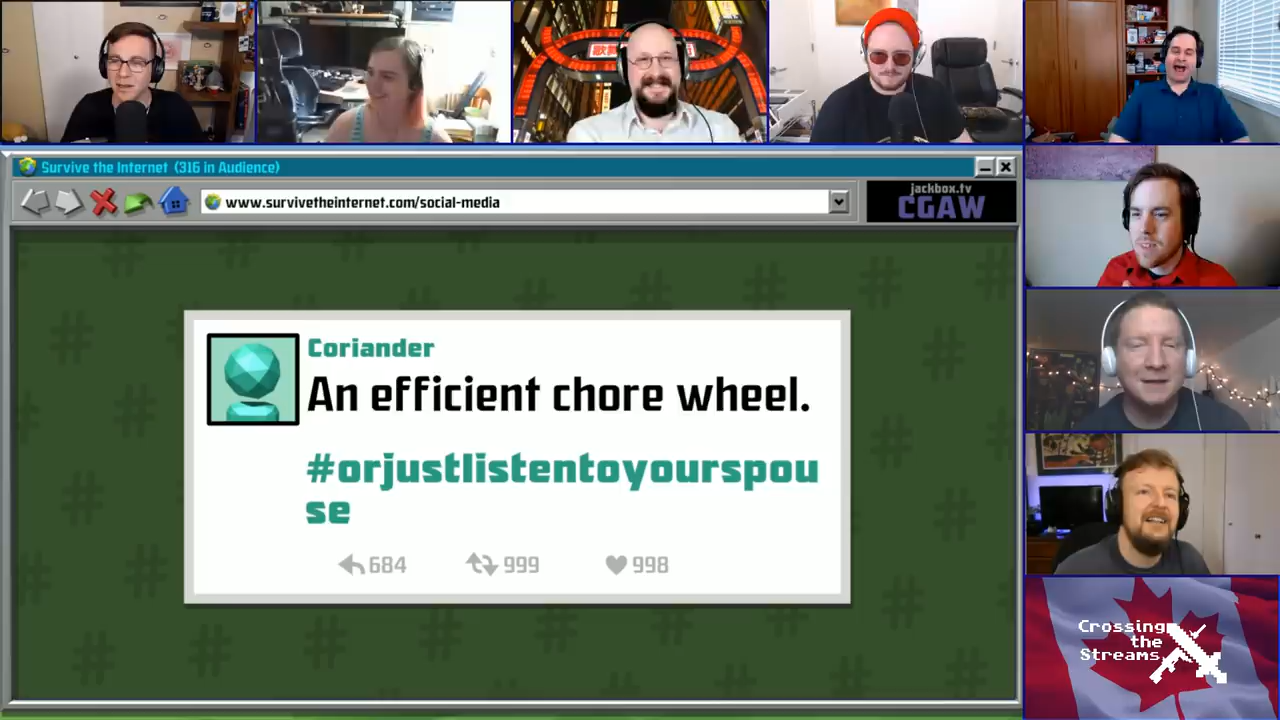 Survive the Internet (316 in Audience)
www.survivetheinternet.com/social-media
jackbox.tv
CGAW
Coriander
An efficient chore wheel.
#orjustlistentoyourspou
se
684
999
998
Crossing
the
Streams